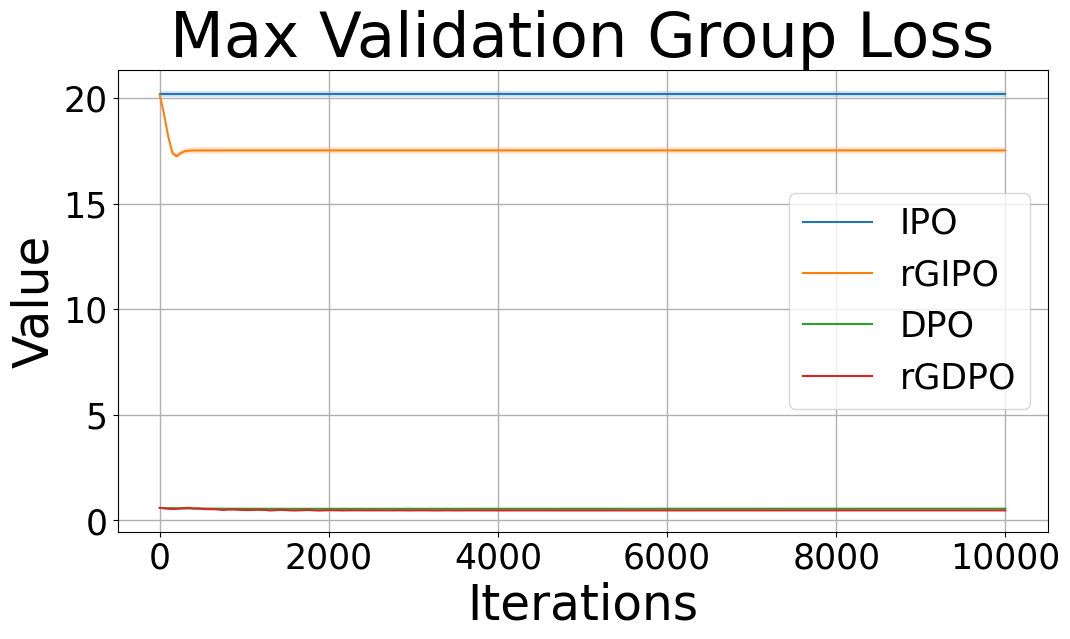 Max Validation Group Loss
Value
20
15
10
5
0
IPO
rGIPO
DPO
rGDPO
0 2000 4000 6000 8000 10000
Iterations